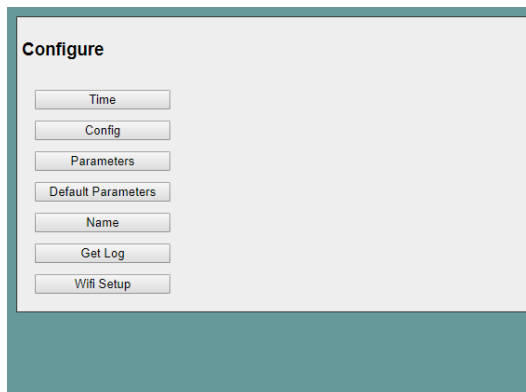 Configure
Time
Config
Parameters
Default Parameters
Name
Get Log
Wifi Setup